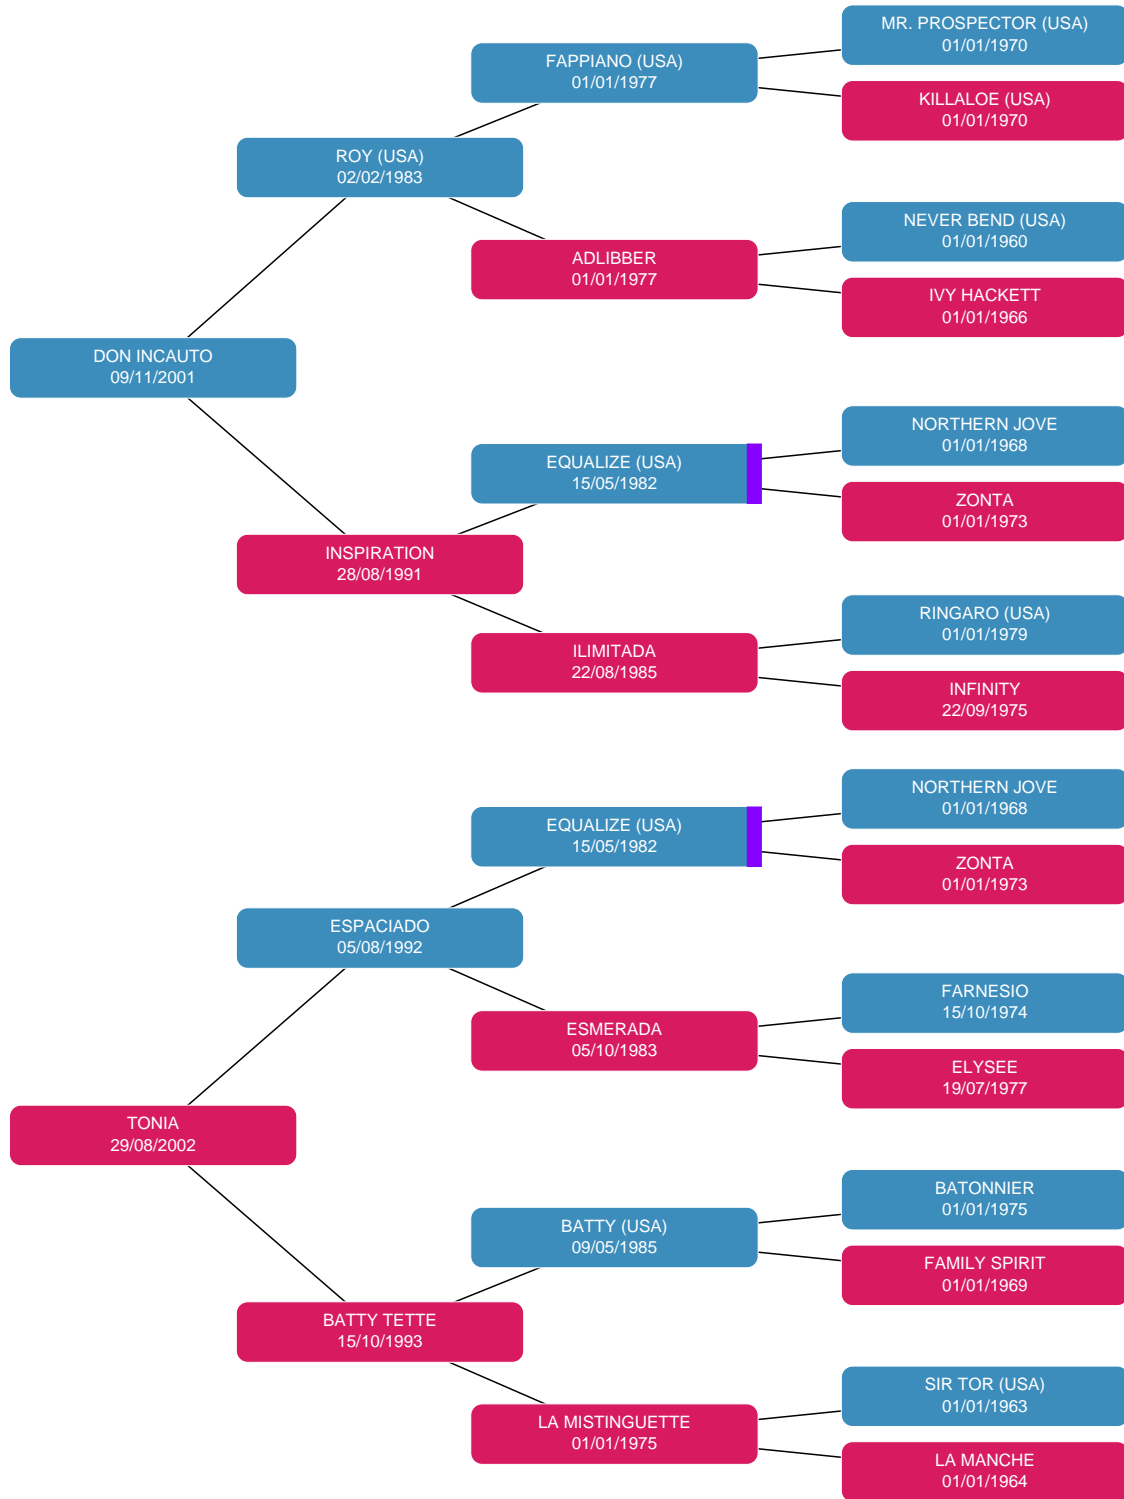 MR. PROSPECTOR (USA)
01/01/1970
FAPPIANO (USA)
01/01/1977
KILLALOE (USA)
01/01/1970
ROY (USA)
02/02/1983
NEVER BEND (USA)
01/01/1960
ADLIBBER
01/01/1977
IVY HACKETT
01/01/1966
DON INCAUTO
09/11/2001
NORTHERN JOVE
01/01/1968
EQUALIZE (USA)
15/05/1982
ZONTA
01/01/1973
INSPIRATION
28/08/1991
RINGARO (USA)
01/01/1979
ILIMITADA
22/08/1985
INFINITY
22/09/1975
NORTHERN JOVE
01/01/1968
EQUALIZE (USA)
15/05/1982
ZONTA
01/01/1973
ESPACIADO
05/08/1992
FARNESIO
15/10/1974
ESMERADA
05/10/1983
ELYSEE
19/07/1977
TONIA
29/08/2002
BATONNIER
01/01/1975
BATTY (USA)
09/05/1985
FAMILY SPIRIT
01/01/1969
BATTY TETTE
15/10/1993
SIR TOR (USA)
01/01/1963
LA MISTINGUETTE
01/01/1975
LA MANCHE
01/01/1964